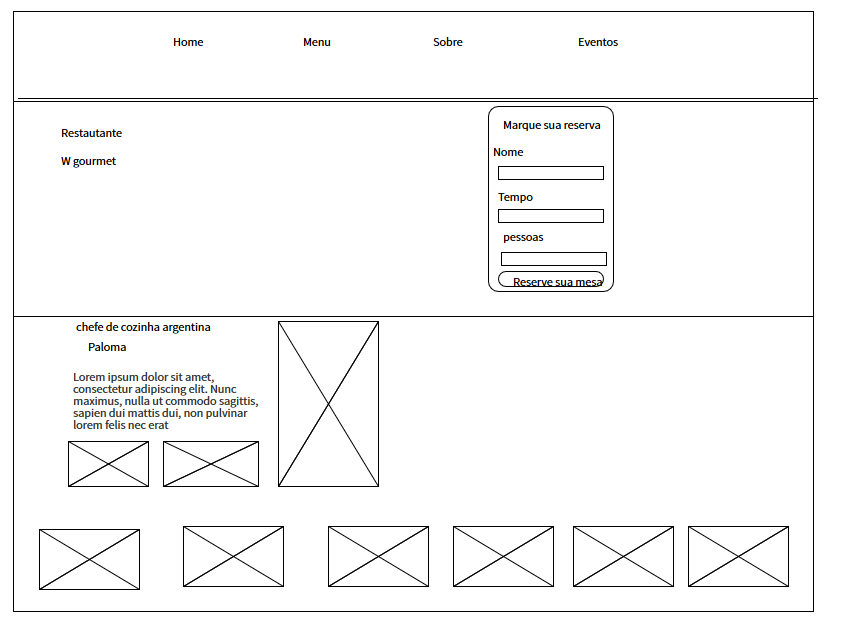 Home Menu Sobre Eventos
Restautante
W gourmet
Marque sua reserva
Nome
Tempo
pessoas
Reserve sua mesa
chefe de cozinha argentina
Paloma
Lorem ipsum dolor sit amet,
consectetur adipiscing elit. Nunc
maximus, nulla ut commodo sagittis,
sapien dui mattis dui, non pulvinar
lorem felis nec erat